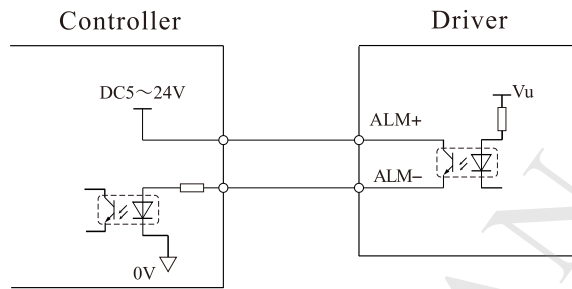 Controller
Driver
DC5～24V
Vu
ALM+
ALM−
0V